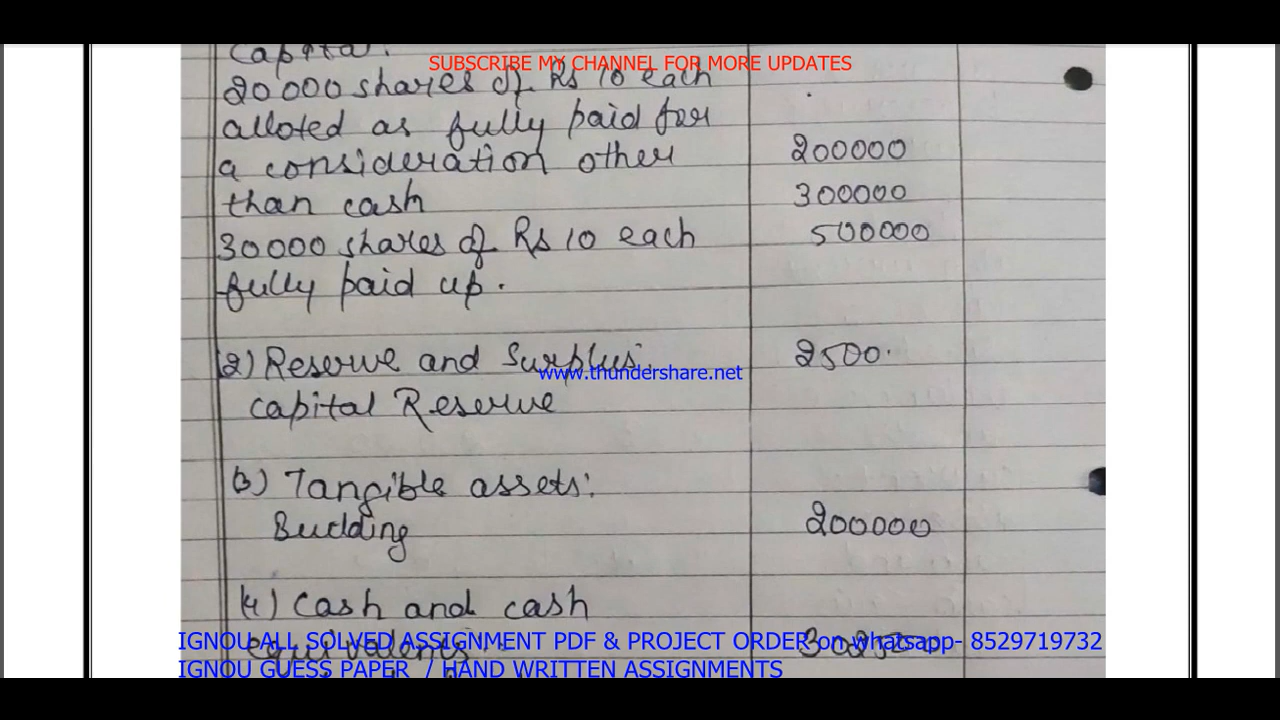 Capital.
SUBSCRIBE MY CHANNEL FOR MORE UPDATES
20000 shares of Rs 10 each
alloted as fully paid for
a consideration other 200000
than cash 300000
30000 shares of Rs 10 each 500000
fully paid up.
(2) Reserve and Surplus. 2500.
www.thundershare.net
capital Reserve
(3) Tangible assets:
Building 200000
(4) Cash and cash
equivalents
IGNOU ALL SOLVED ASSIGNMENT PDF & PROJECT ORDER on whatsapp- 8529719732
IGNOU GUESS PAPER / HAND WRITTEN ASSIGNMENTS